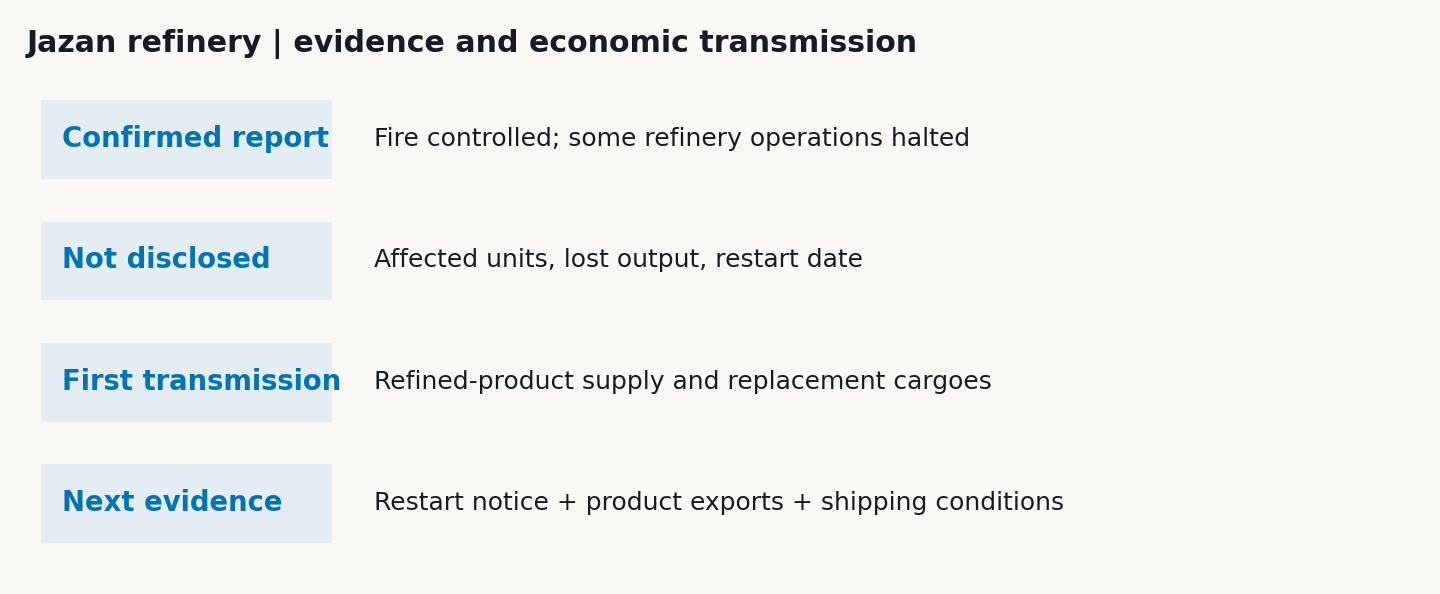 Jazan refinery | evidence and economic transmission
Confirmed report
Fire controlled; some refinery operations halted
Not disclosed
Affected units, lost output, restart date
First transmission
Refined-product supply and replacement cargoes
Next evidence
Restart notice + product exports + shipping conditions